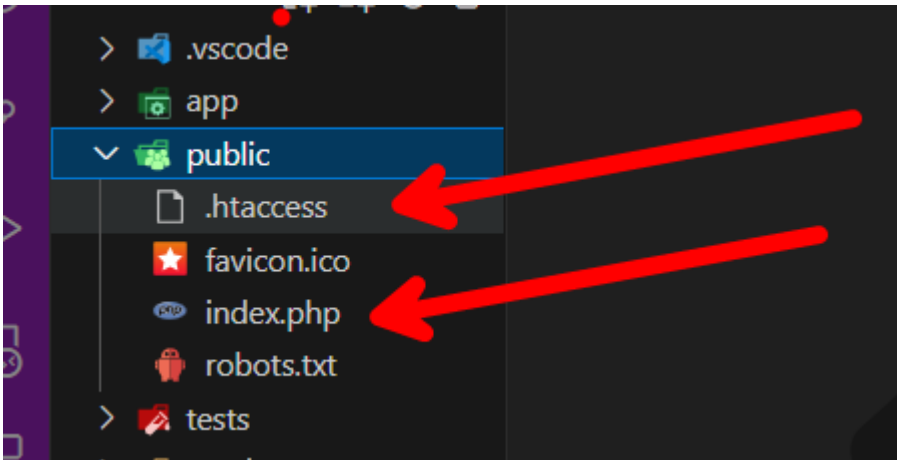 .vscode
app
public
.htaccess
favicon.ico
index.php
robots.txt
tests